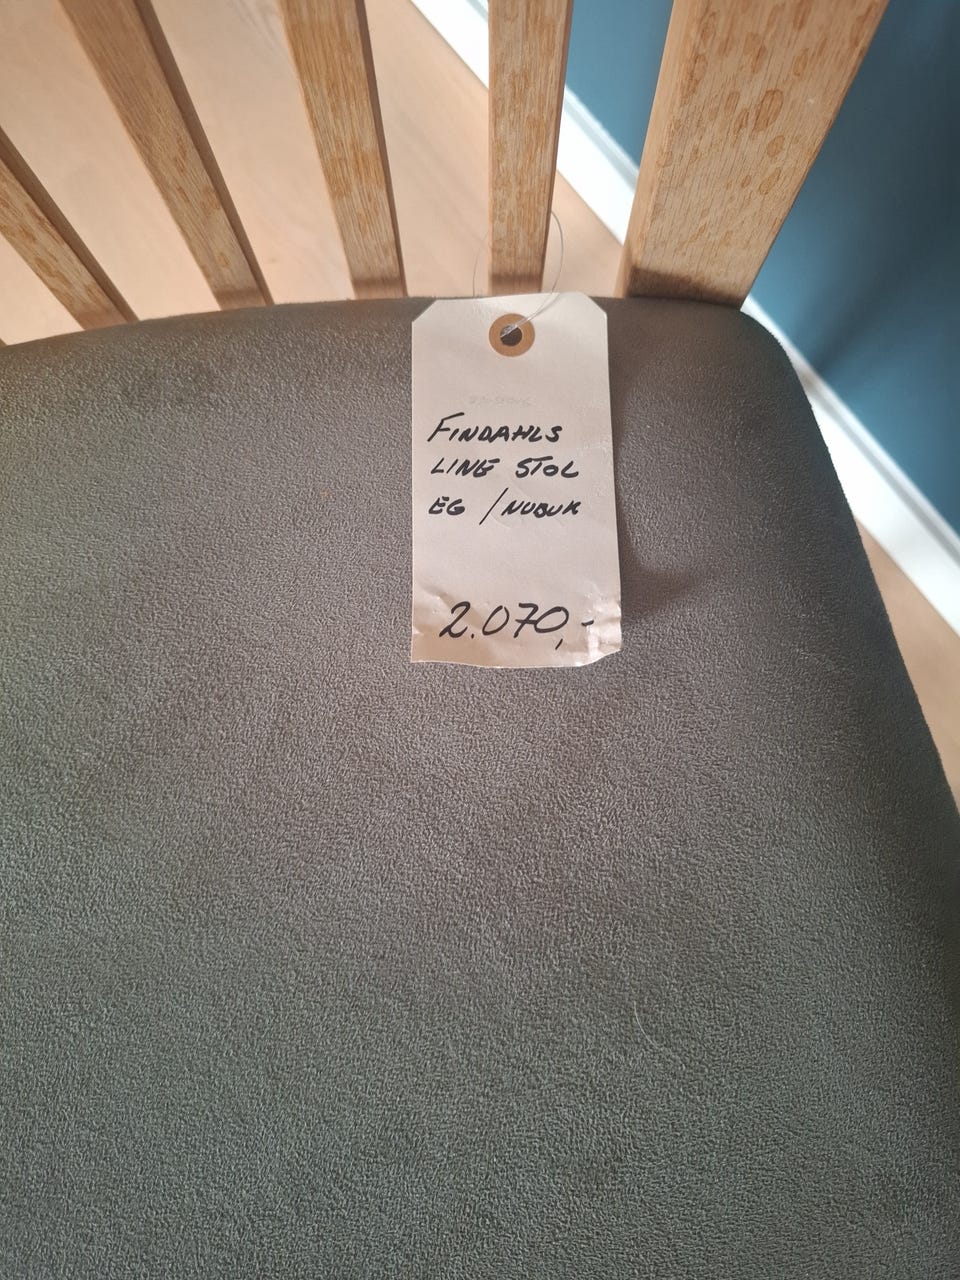 FINDAHLS
LINE STOL
EG / NUBUK
2.070,-